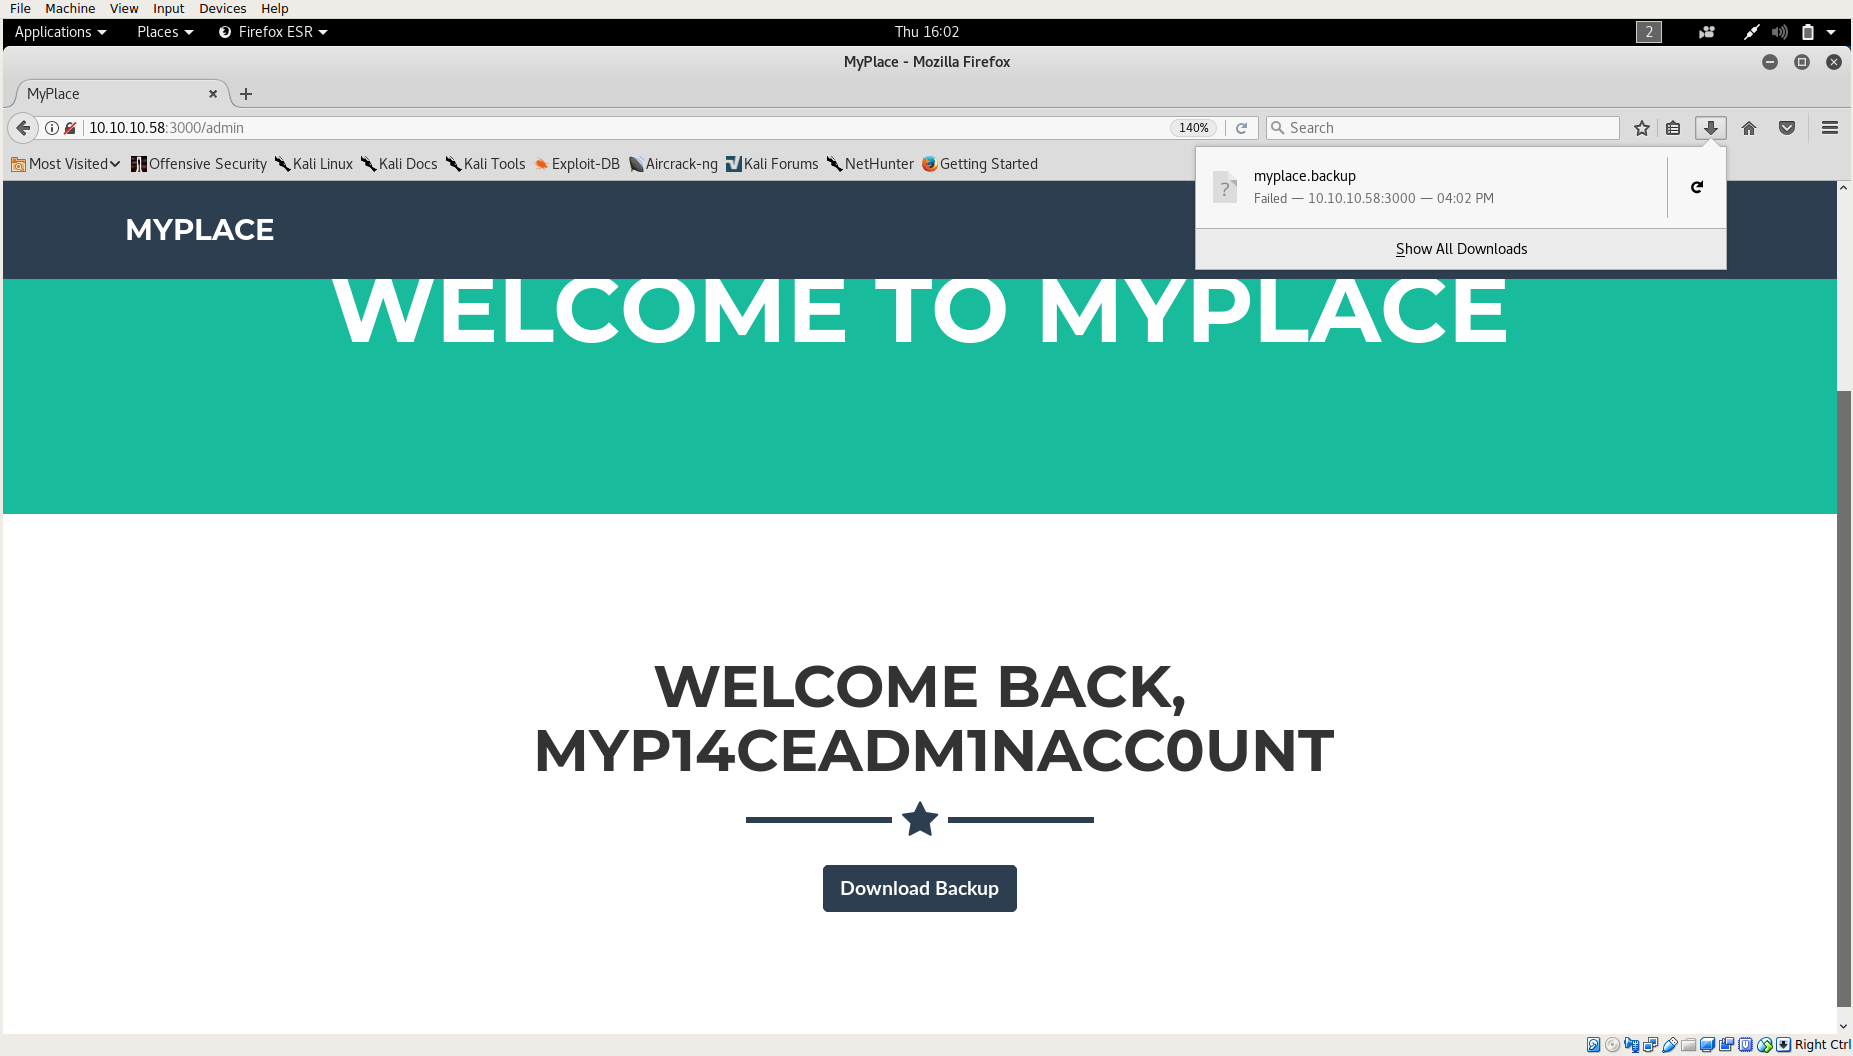 File Machine View Input Devices Help
Applications Places Firefox ESR Thu 16:02 2
MyPlace - Mozilla Firefox
MyPlace
10.10.10.58:3000/admin 140% Search
Most Visited Offensive Security Kali Linux Kali Docs Kali Tools Exploit-DB Aircrack-ng Kali Forums NetHunter Getting Started
myplace.backup
Failed — 10.10.10.58:3000 — 04:02 PM
Show All Downloads
MYPLACE
WELCOME TO MYPLACE
WELCOME BACK,
MYP14CEADM1NACC0UNT
Download Backup
Right Ctrl